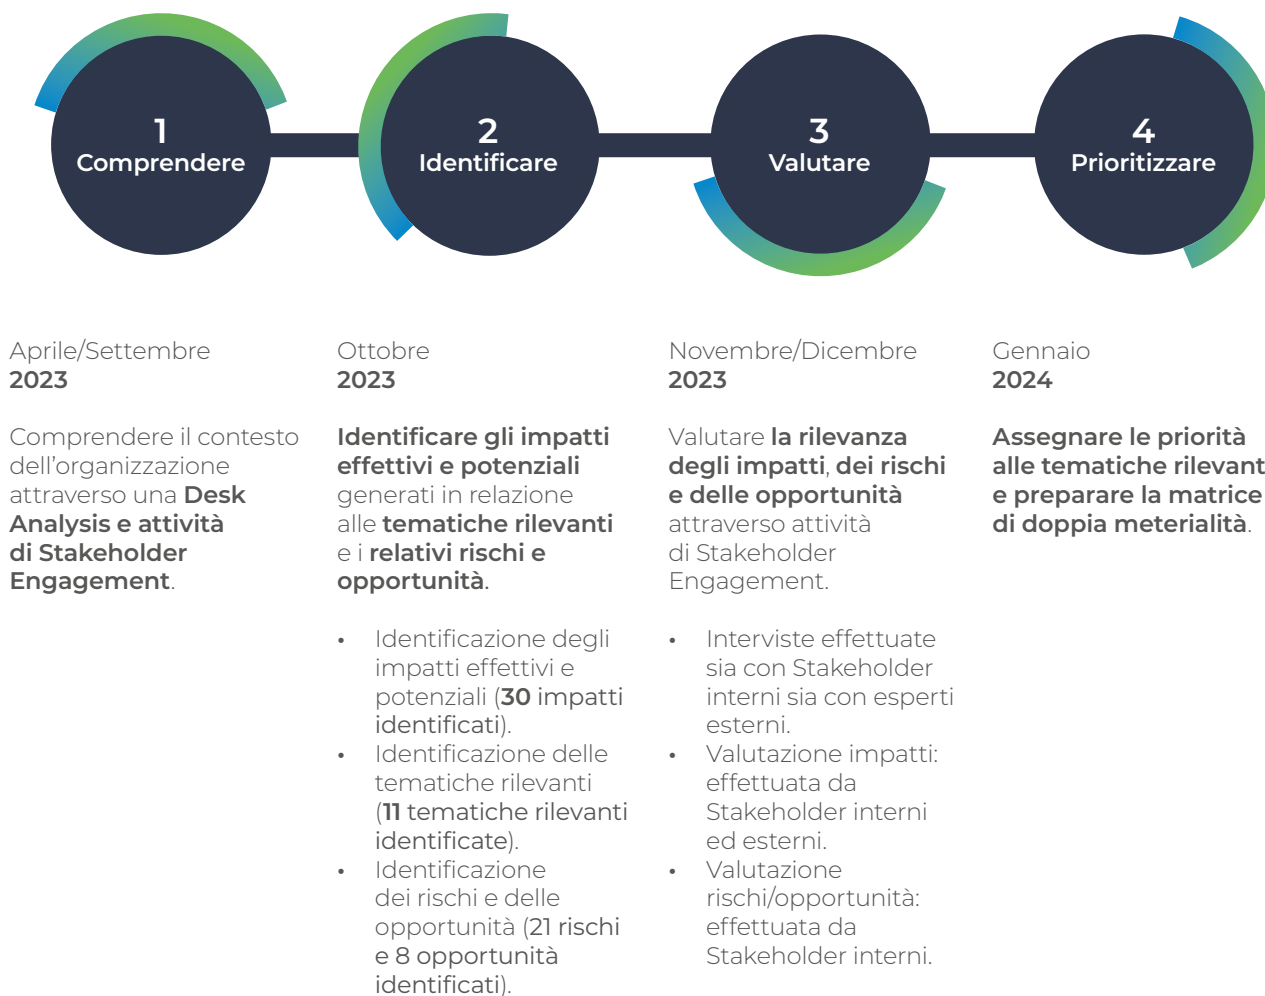 1
Comprendere
2
Identificare
3
Valutare
4
Prioritizzare
Aprile/Settembre
2023
Comprendere il contesto
dell'organizzazione
attraverso una Desk
Analysis e attività
di Stakeholder
Engagement.
Ottobre
2023
Identificare gli impatti
effettivi e potenziali
generati in relazione
alle tematiche rilevanti
e i relativi rischi e
opportunità.
• Identificazione degli
impatti effettivi e
potenziali (30 impatti
identificati).
• Identificazione delle
tematiche rilevanti
(11 tematiche rilevanti
identificate).
• Identificazione
dei rischi e delle
opportunità (21 rischi
e 8 opportunità
identificati).
Novembre/Dicembre
2023
Valutare la rilevanza
degli impatti, dei rischi
e delle opportunità
attraverso attività
di Stakeholder
Engagement.
• Interviste effettuate
sia con Stakeholder
interni sia con esperti
esterni.
• Valutazione impatti:
effettuata da
Stakeholder interni
ed esterni.
• Valutazione
rischi/opportunità:
effettuata da
Stakeholder interni.
Gennaio
2024
Assegnare le priorità
alle tematiche rilevant
e preparare la matrice
di doppia meterialità.